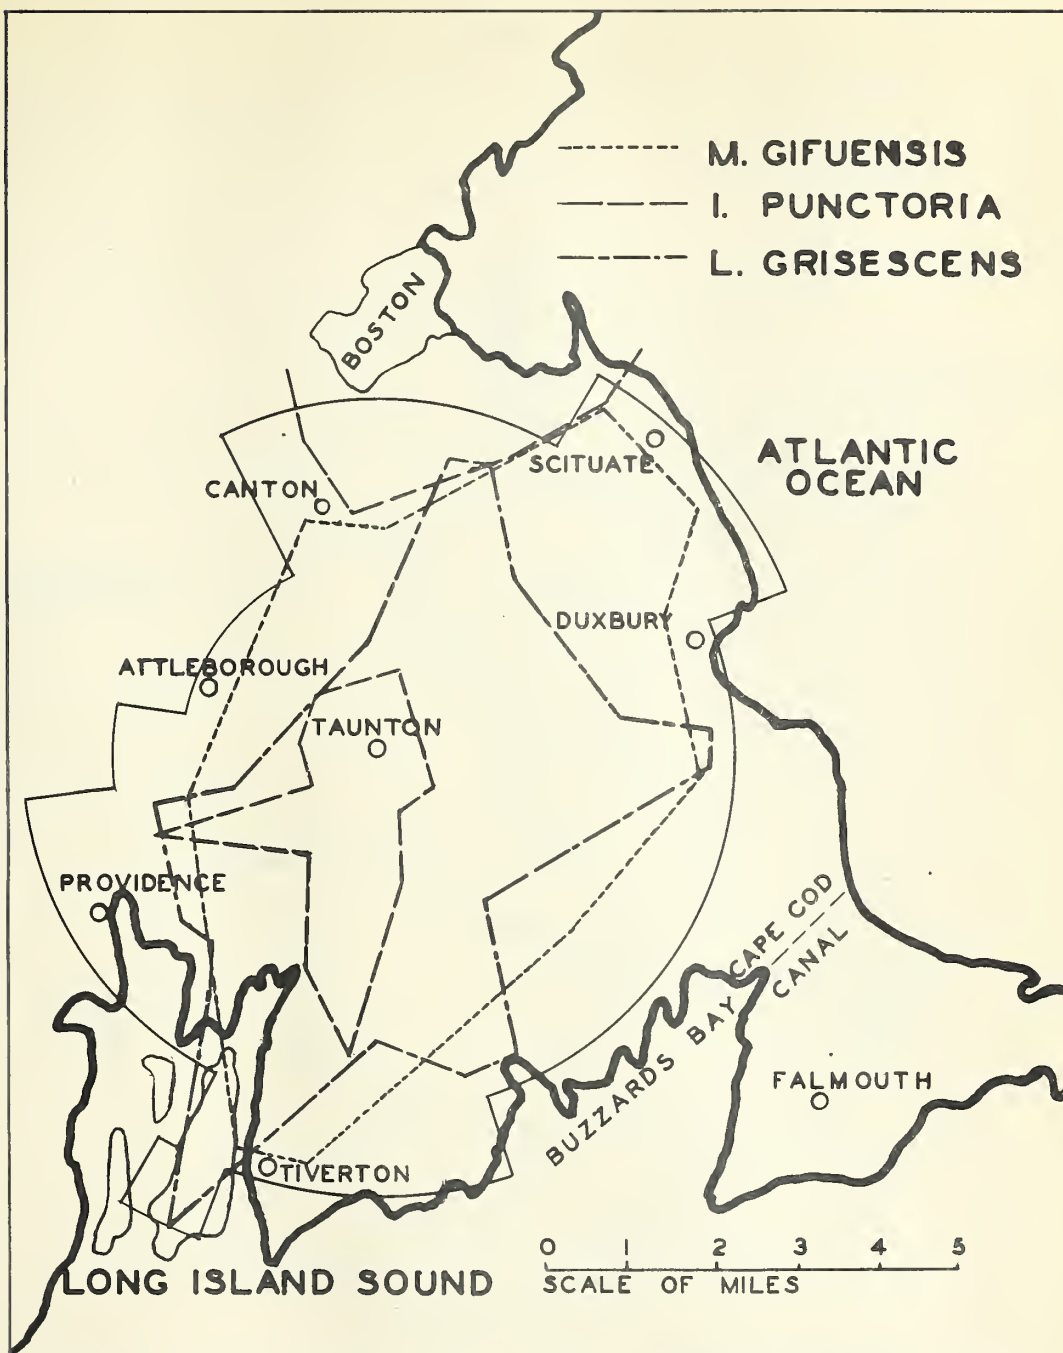 M. GIFUENSIS
I. PUNCTORIA
L. GRISESCENS
BOSTON
ATLANTIC
OCEAN
SCITUATE
CANTON
DUXBURY
ATTLEBOROUGH
TAUNTON
PROVIDENCE
CAPE COD
CANAL
BUZZARDS BAY
FALMOUTH
TIVERTON
LONG ISLAND SOUND
0 1 2 3 4 5
SCALE OF MILES